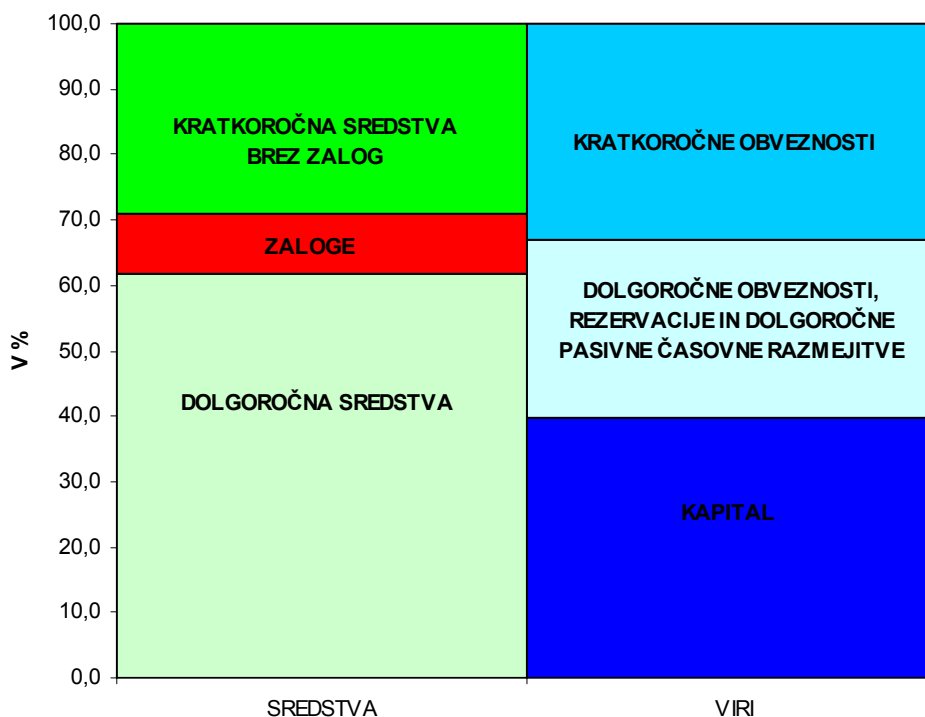 100,0
90,0
80,0
70,0
60,0
50,0
40,0
30,0
20,0
10,0
0,0
V %
KRATKOROČNA SREDSTVA
BREZ ZALOG
ZALOGE
DOLGOROČNA SREDSTVA
KRATKOROČNE OBVEZNOSTI
DOLGOROČNE OBVEZNOSTI,
REZERVACIJE IN DOLGOROČNE
PASIVNE ČASOVNE RAZMEJITVE
KAPITAL
SREDSTVA
VIRI